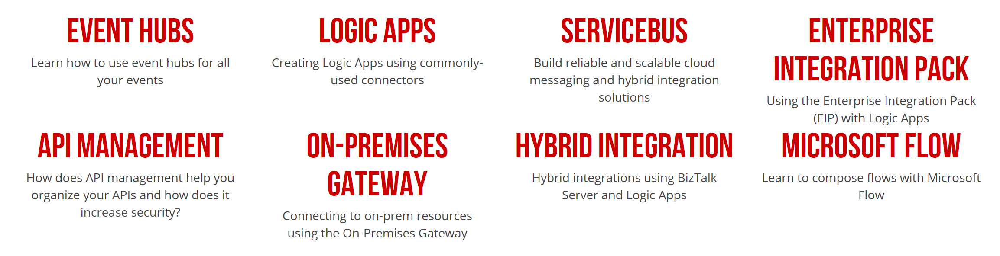 EVENT HUBS
Learn how to use event hubs for all
your events
LOGIC APPS
Creating Logic Apps using commonly-
used connectors
SERVICEBUS
Build reliable and scalable cloud
messaging and hybrid integration
solutions
ENTERPRISE
INTEGRATION PACK
Using the Enterprise Integration Pack
(EIP) with Logic Apps
API MANAGEMENT
How does API management help you
organize your APIs and how does it
increase security?
ON-PREMISES
GATEWAY
Connecting to on-prem resources
using the On-Premises Gateway
HYBRID INTEGRATION
Hybrid integrations using BizTalk
Server and Logic Apps
MICROSOFT FLOW
Learn to compose flows with Microsoft
Flow